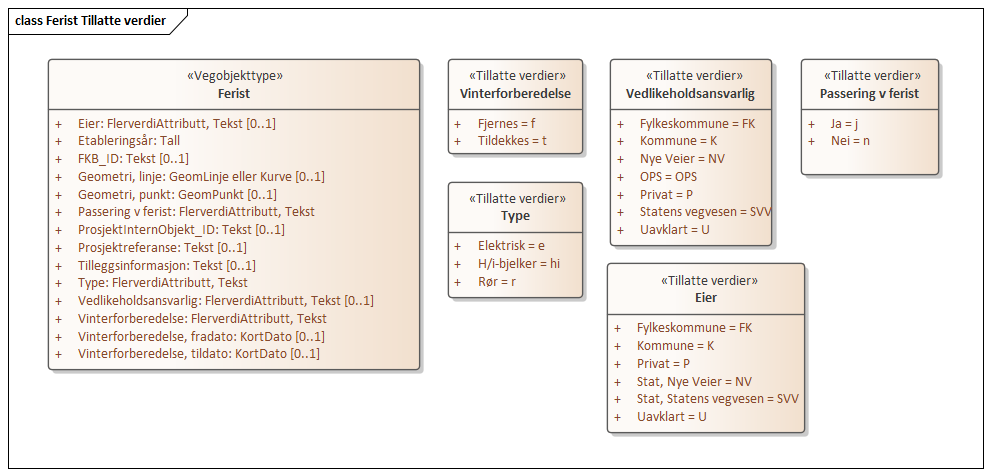 class Ferist Tillatte verdier
«Vegobjekttype»
Ferist
+ Eier: FlerverdiAttributt, Tekst [0..1]
+ Etableringsår: Tall
+ FKB_ID: Tekst [0..1]
+ Geometri, linje: GeomLinje eller Kurve [0..1]
+ Geometri, punkt: GeomPunkt [0..1]
+ Passering v ferist: FlerverdiAttributt, Tekst
+ ProsjektInternObjekt_ID: Tekst [0..1]
+ Prosjektreferanse: Tekst [0..1]
+ Tilleggsinformasjon: Tekst [0..1]
+ Type: FlerverdiAttributt, Tekst
+ Vedlikeholdsansvarlig: FlerverdiAttributt, Tekst [0..1]
+ Vinterforberedelse: FlerverdiAttributt, Tekst
+ Vinterforberedelse, fradato: KortDato [0..1]
+ Vinterforberedelse, tildato: KortDato [0..1]
«Tillatte verdier»
Vinterforberedelse
+ Fjernes = f
+ Tildekkes = t
«Tillatte verdier»
Type
+ Elektrisk = e
+ H/i-bjelker = hi
+ Rør = r
«Tillatte verdier»
Vedlikeholdsansvarlig
+ Fylkeskommune = FK
+ Kommune = K
+ Nye Veier = NV
+ OPS = OPS
+ Privat = P
+ Statens vegvesen = SVV
+ Uavklart = U
«Tillatte verdier»
Passering v ferist
+ Ja = j
+ Nei = n
«Tillatte verdier»
Eier
+ Fylkeskommune = FK
+ Kommune = K
+ Privat = P
+ Stat, Nye Veier = NV
+ Stat, Statens vegvesen = SVV
+ Uavklart = U